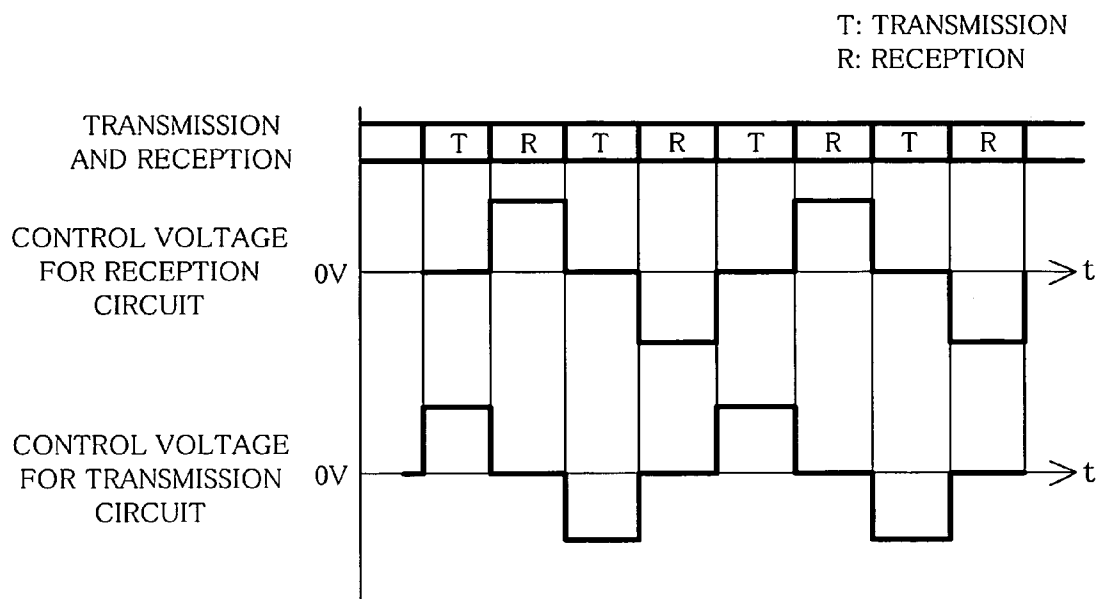 T: TRANSMISSION
R: RECEPTION
TRANSMISSION
AND RECEPTION
T R T R T R T R
CONTROL VOLTAGE
FOR RECEPTION
CIRCUIT
0V
t
CONTROL VOLTAGE
FOR TRANSMISSION
CIRCUIT
0V
t